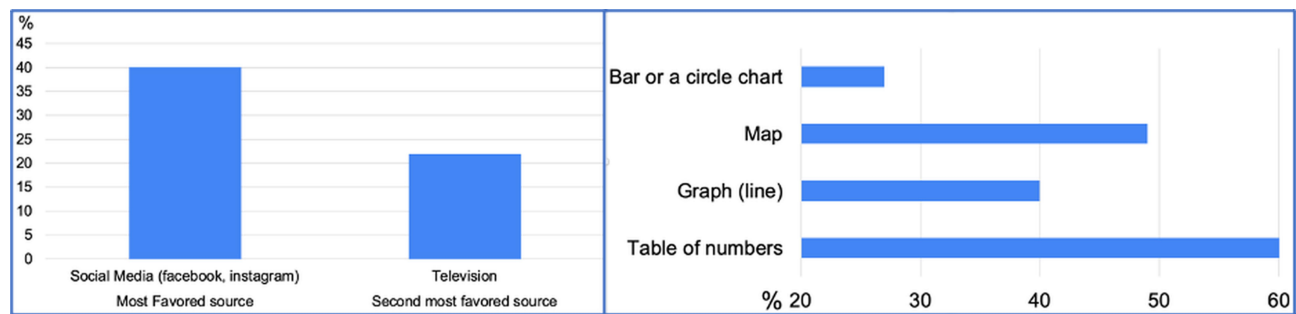 %
45
40
35
30
25
20
15
10
5
0
Social Media (facebook, instagram) Television
Most Favored source Second most favored source
Bar or a circle chart
Map
Graph (line)
Table of numbers
% 20 30 40 50 60